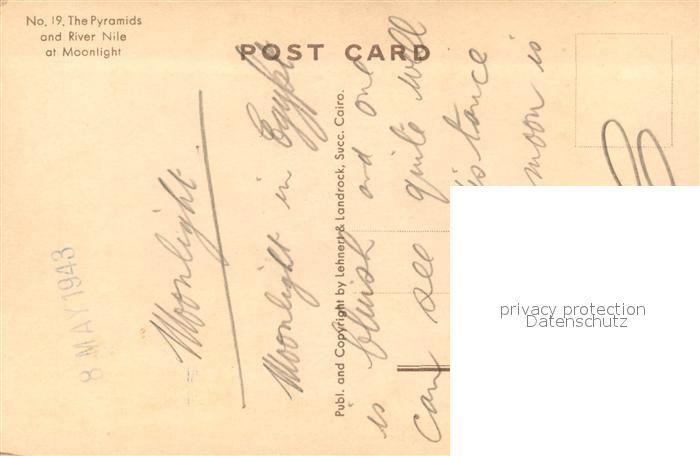 No. 19. The Pyramids
and River Nile
at Moonlight
POST CARD
8 MAY 1943
Publ. and Copyright by Lehnert & Landrock, Succ. Cairo.
Moonlight
Moonlight in Egypt
is bluish and one
can see quite well
istance
moon is
privacy protection
Datenschutz